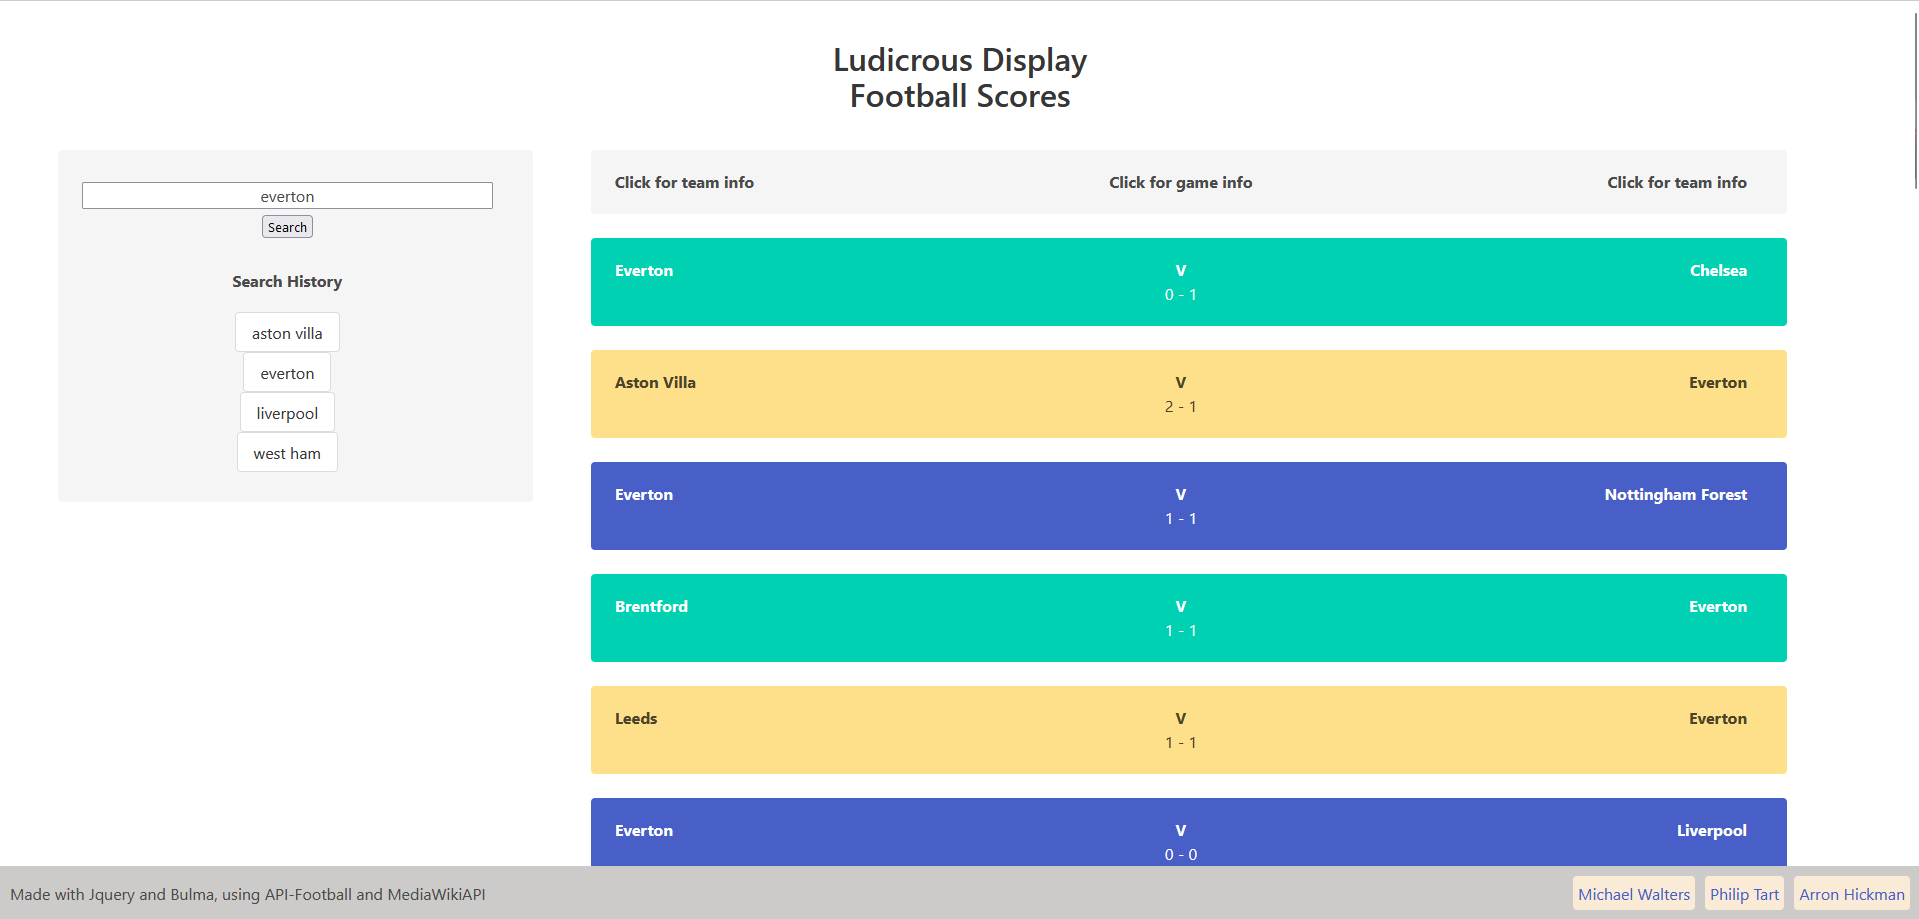 Ludicrous Display
Football Scores
everton
Search
Search History
aston villa
everton
liverpool
west ham
Click for team info Click for game info Click for team info
Everton V Chelsea
0 - 1
Aston Villa V Everton
2 - 1
Everton V Nottingham Forest
1 - 1
Brentford V Everton
1 - 1
Leeds V Everton
1 - 1
Everton V Liverpool
0 - 0
Made with Jquery and Bulma, using API-Football and MediaWikiAPI
Michael Walters Philip Tart Arron Hickman